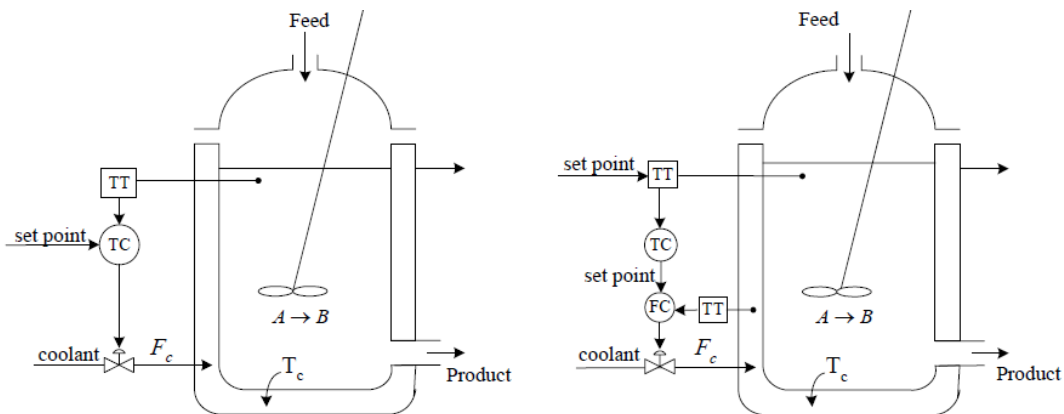 Feed
TT
set point
TC
coolant
F_c
A → B
T_c
Product
Feed
set point
TT
TC
set point
FC
TT
coolant
F_c
A → B
T_c
Product